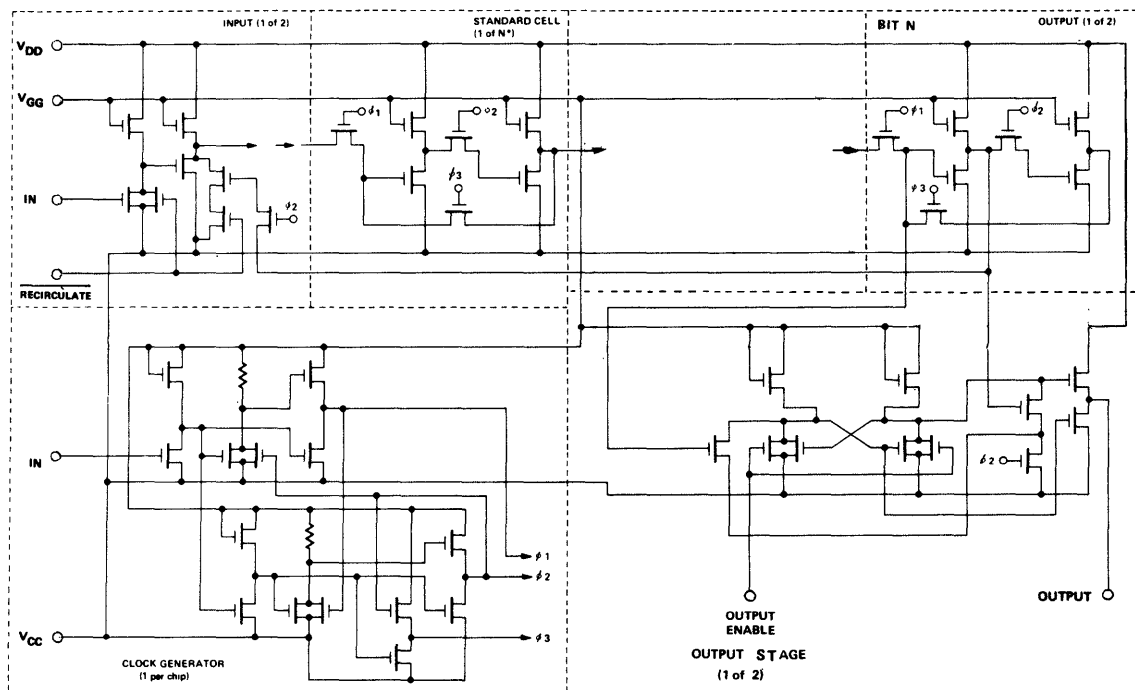 INPUT (1 of 2)
STANDARD CELL
(1 of N*)
BIT N
OUTPUT (1 of 2)
VDD
VGG
ϕ1
ϕ2
ϕ3
ϕ1
ϕ2
ϕ3
IN
ϕ2
RECIRCULATE
IN
ϕ2
ϕ1
ϕ2
ϕ3
VCC
CLOCK GENERATOR
(1 per chip)
OUTPUT
ENABLE
OUTPUT
OUTPUT STAGE
(1 of 2)